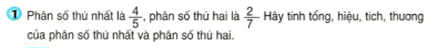 1 Phân số thứ nhất là 4/5, phân số thứ hai là 2/7. Hãy tính tổng, hiệu, tích, thương
của phân số thứ nhất và phân số thứ hai.